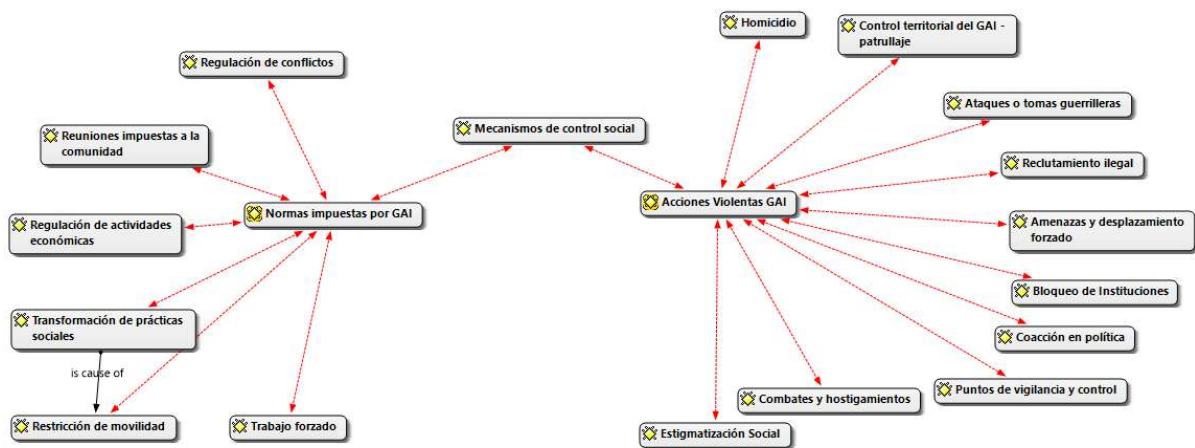 Homicidio
Control territorial del GAI -
patrullaje
Regulación de conflictos
Ataques o tomas guerrilleras
Mecanismos de control social
Reuniones impuestas a la
comunidad
Reclutamiento ilegal
Normas impuestas por GAI
Acciones Violentas GAI
Regulación de actividades
económicas
Amenazas y desplazamiento
forzado
Bloqueo de Instituciones
Transformación de prácticas
sociales
Coacción en política
is cause of
Puntos de vigilancia y control
Combates y hostigamientos
Restricción de movilidad
Trabajo forzado
Estigmatización Social